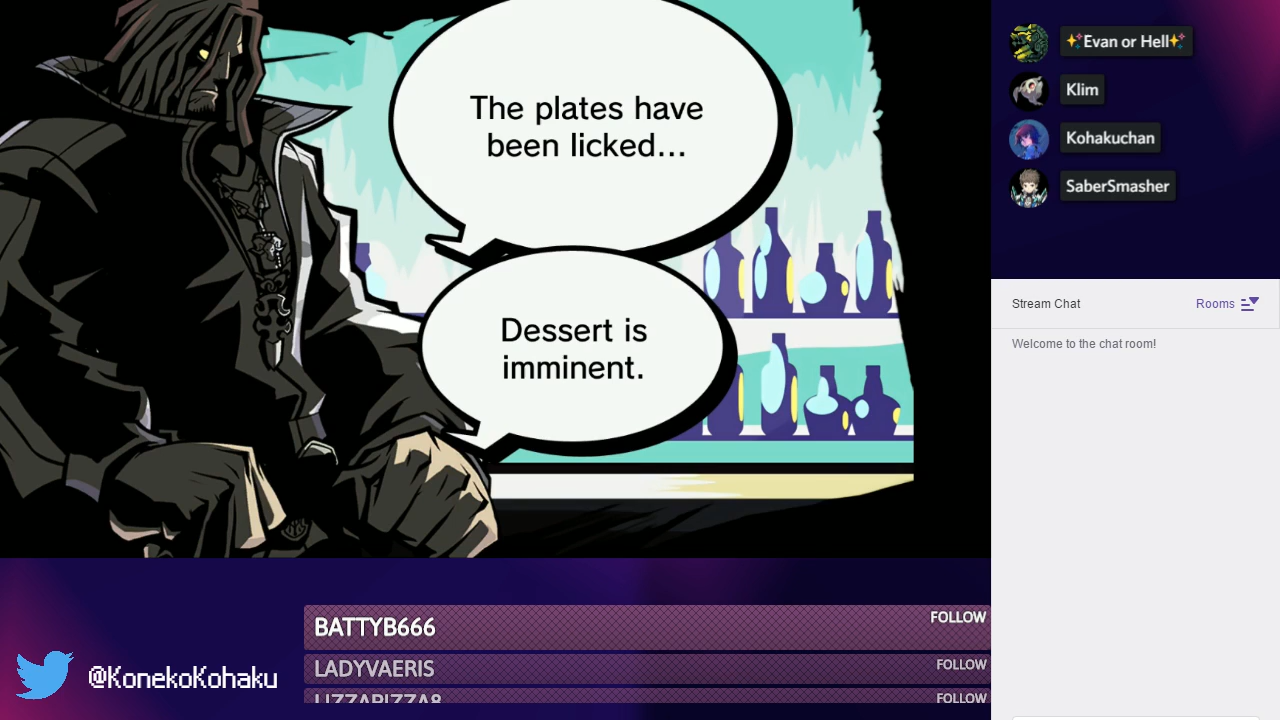 The plates have
been licked...
Dessert is
imminent.
✨Evan or Hell✨
Klim
Kohakuchan
SaberSmasher
Stream Chat
Rooms
Welcome to the chat room!
BATTYB666
FOLLOW
LADYVAERIS
FOLLOW
LIZZAPIZZA8
FOLLOW
@KonekoKohaku